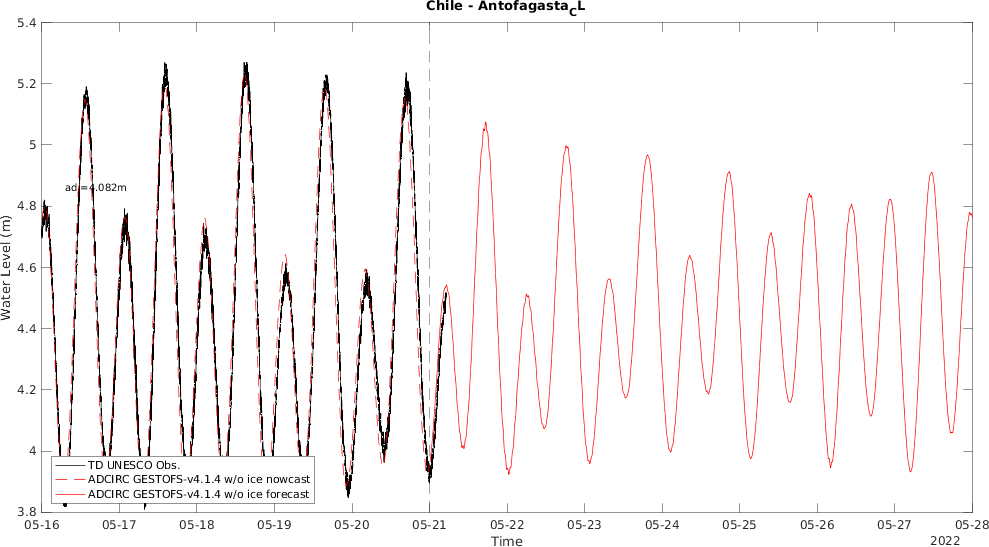 Chile - Antofagasta_CL
5.4
5.2
5
4.8
4.6
4.4
4.2
4
3.8
Water Level (m)
adj=4.082m
TD UNESCO Obs.
ADCIRC GESTOFS-v4.1.4 w/o ice nowcast
ADCIRC GESTOFS-v4.1.4 w/o ice forecast
05-16 05-17 05-18 05-19 05-20 05-21 05-22 05-23 05-24 05-25 05-26 05-27 05-28
Time
2022